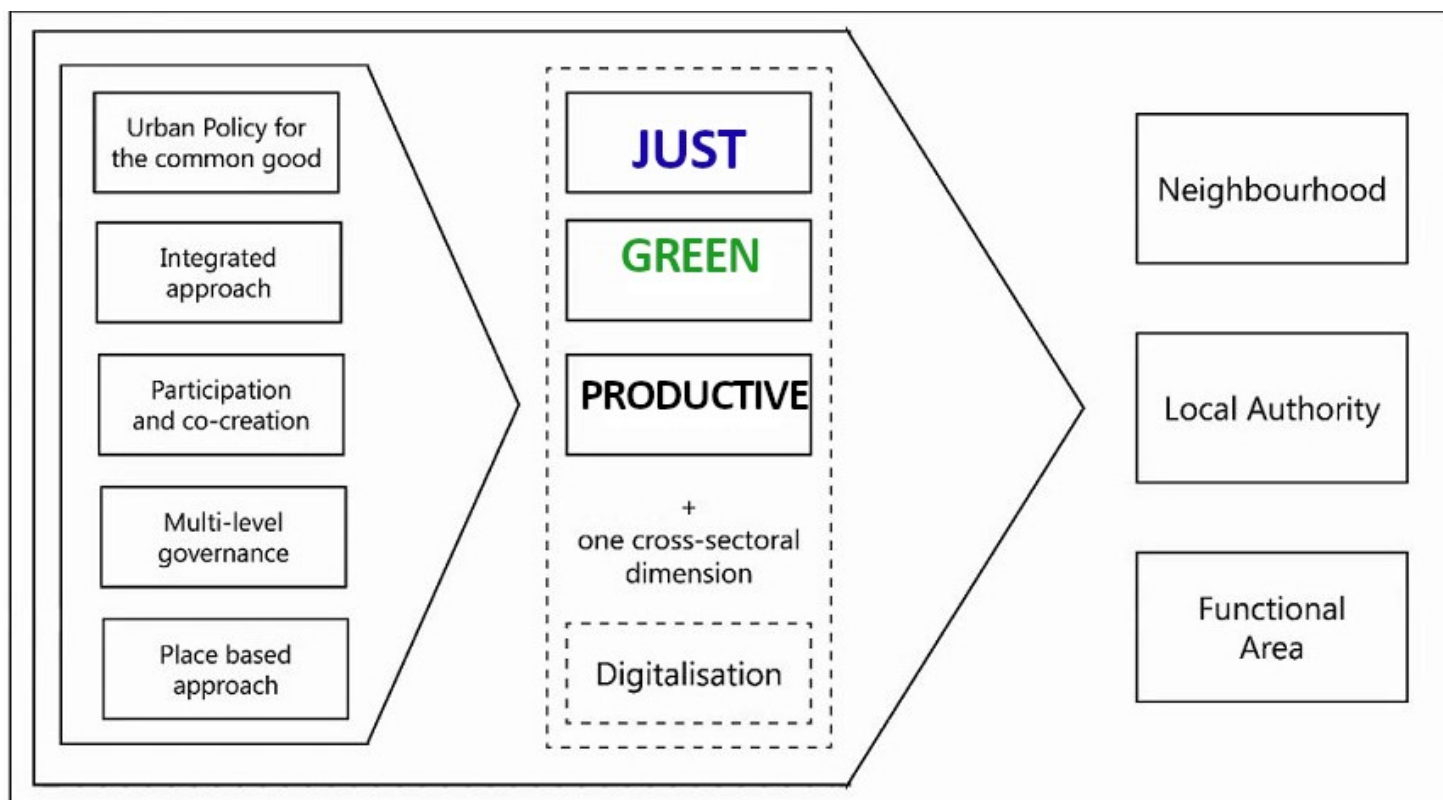 Urban Policy for
the common good
Integrated
approach
Participation
and co-creation
Multi-level
governance
Place based
approach
JUST
GREEN
PRODUCTIVE
+
one cross-sectoral
dimension
Digitalisation
Neighbourhood
Local Authority
Functional
Area